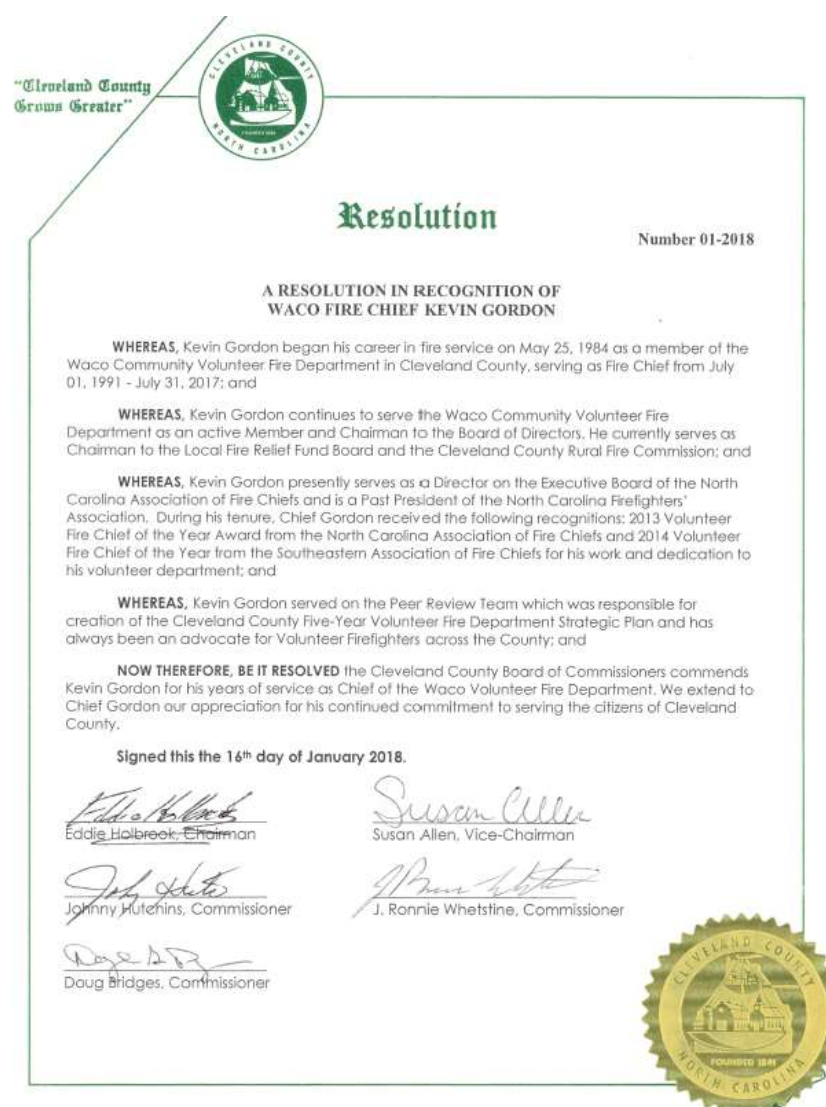 "Cleveland County
Grows Greater"
CLEVELAND COUNTY
FOUNDED 1841
NORTH CAROLINA
Resolution
Number 01-2018
A RESOLUTION IN RECOGNITION OF
WACO FIRE CHIEF KEVIN GORDON
WHEREAS, Kevin Gordon began his career in fire service on May 25, 1984 as a member of the
Waco Community Volunteer Fire Department in Cleveland County, serving as Fire Chief from July
01, 1991 - July 31, 2017; and
WHEREAS, Kevin Gordon continues to serve the Waco Community Volunteer Fire
Department as an active Member and Chairman to the Board of Directors. He currently serves as
Chairman to the Local Fire Relief Fund Board and the Cleveland County Rural Fire Commission; and
WHEREAS, Kevin Gordon presently serves as a Director on the Executive Board of the North
Carolina Association of Fire Chiefs and is a Past President of the North Carolina Firefighters'
Association. During his tenure, Chief Gordon received the following recognitions: 2013 Volunteer
Fire Chief of the Year Award from the North Carolina Association of Fire Chiefs and 2014 Volunteer
Fire Chief of the Year from the Southeastern Association of Fire Chiefs for his work and dedication to
his volunteer department; and
WHEREAS, Kevin Gordon served on the Peer Review Team which was responsible for
creation of the Cleveland County Five-Year Volunteer Fire Department Strategic Plan and has
always been an advocate for Volunteer Firefighters across the County; and
NOW THEREFORE, BE IT RESOLVED the Cleveland County Board of Commissioners commends
Kevin Gordon for his years of service as Chief of the Waco Volunteer Fire Department. We extend to
Chief Gordon our appreciation for his continued commitment to serving the citizens of Cleveland
County.
Signed this the 16th day of January 2018.
Eddie Holbrook, Chairman
Susan Allen
Susan Allen, Vice-Chairman
Johnny Hutchins, Commissioner
J. Ronnie Whetstine, Commissioner
Doug Bridges, Commissioner
CLEVELAND COUNTY
FOUNDED 1841
NORTH CAROLINA